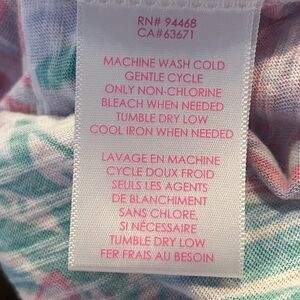 RN# 94468
CA#63671
MACHINE WASH COLD
GENTLE CYCLE
ONLY NON-CHLORINE
BLEACH WHEN NEEDED
TUMBLE DRY LOW
COOL IRON WHEN NEEDED
LAVAGE EN MACHINE
CYCLE DOUX FROID
SEULS LES AGENTS
DE BLANCHIMENT
SANS CHLORE,
SI NÉCESSAIRE
TUMBLE DRY LOW
FER FRAIS AU BESOIN